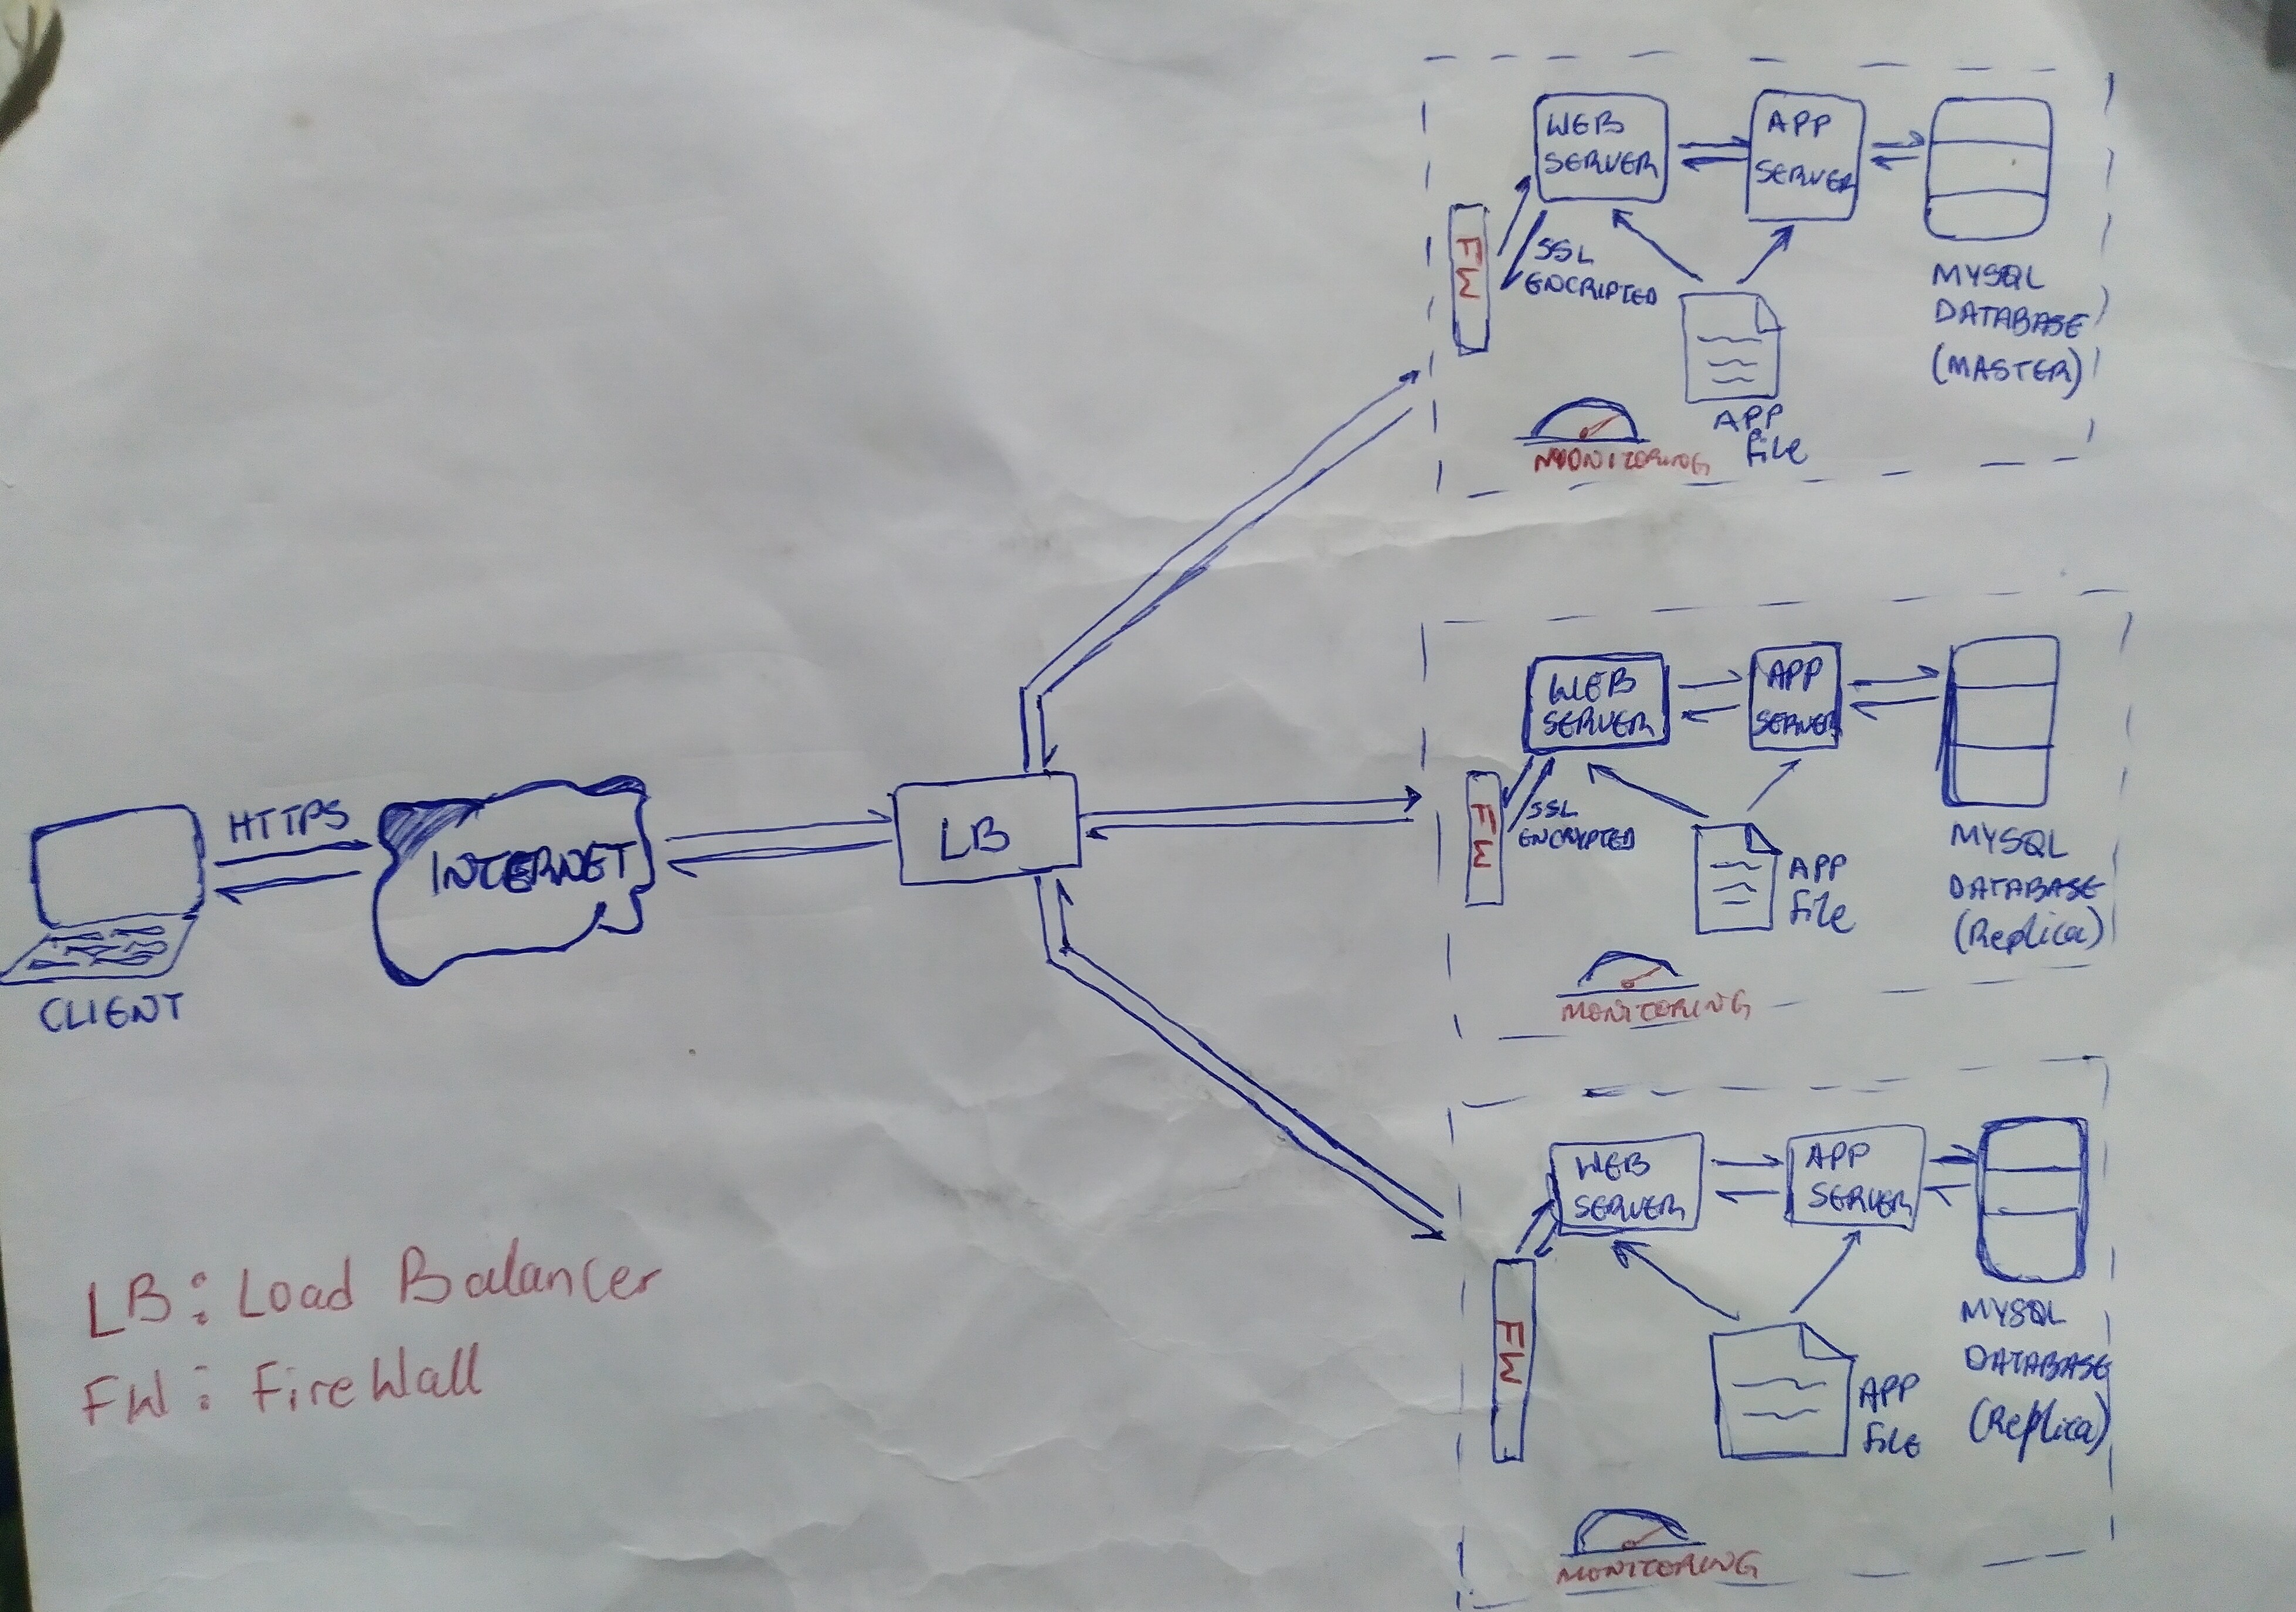 WEB
SERVER
APP
SERVER
FW
SSL
ENCRIPTED
MYSQL
DATABASE
(MASTER)
APP
File
MONITORING
WEB
SERVER
APP
SERVER
FW
SSL
ENCRYPTED
MYSQL
DATABASE
(Replica)
APP
File
MONITORING
HTTPS
INTERNET
LB
CLIENT
WEB
SERVER
APP
SERVER
FW
MYSQL
DATABASE
(Replica)
APP
File
MONITORING
LB: Load Balancer
FW: FireWall